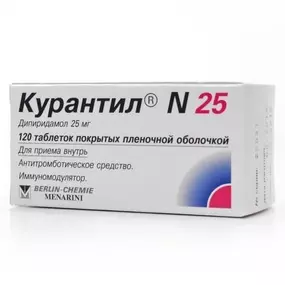 Курантил® N 25
Дипиридамол 25 мг
120 таблеток покрытых пленочной оболочкой
Для приема внутрь
Антитромботическое средство.
Иммуномодулятор.
BERLIN-CHEMIE
MENARINI